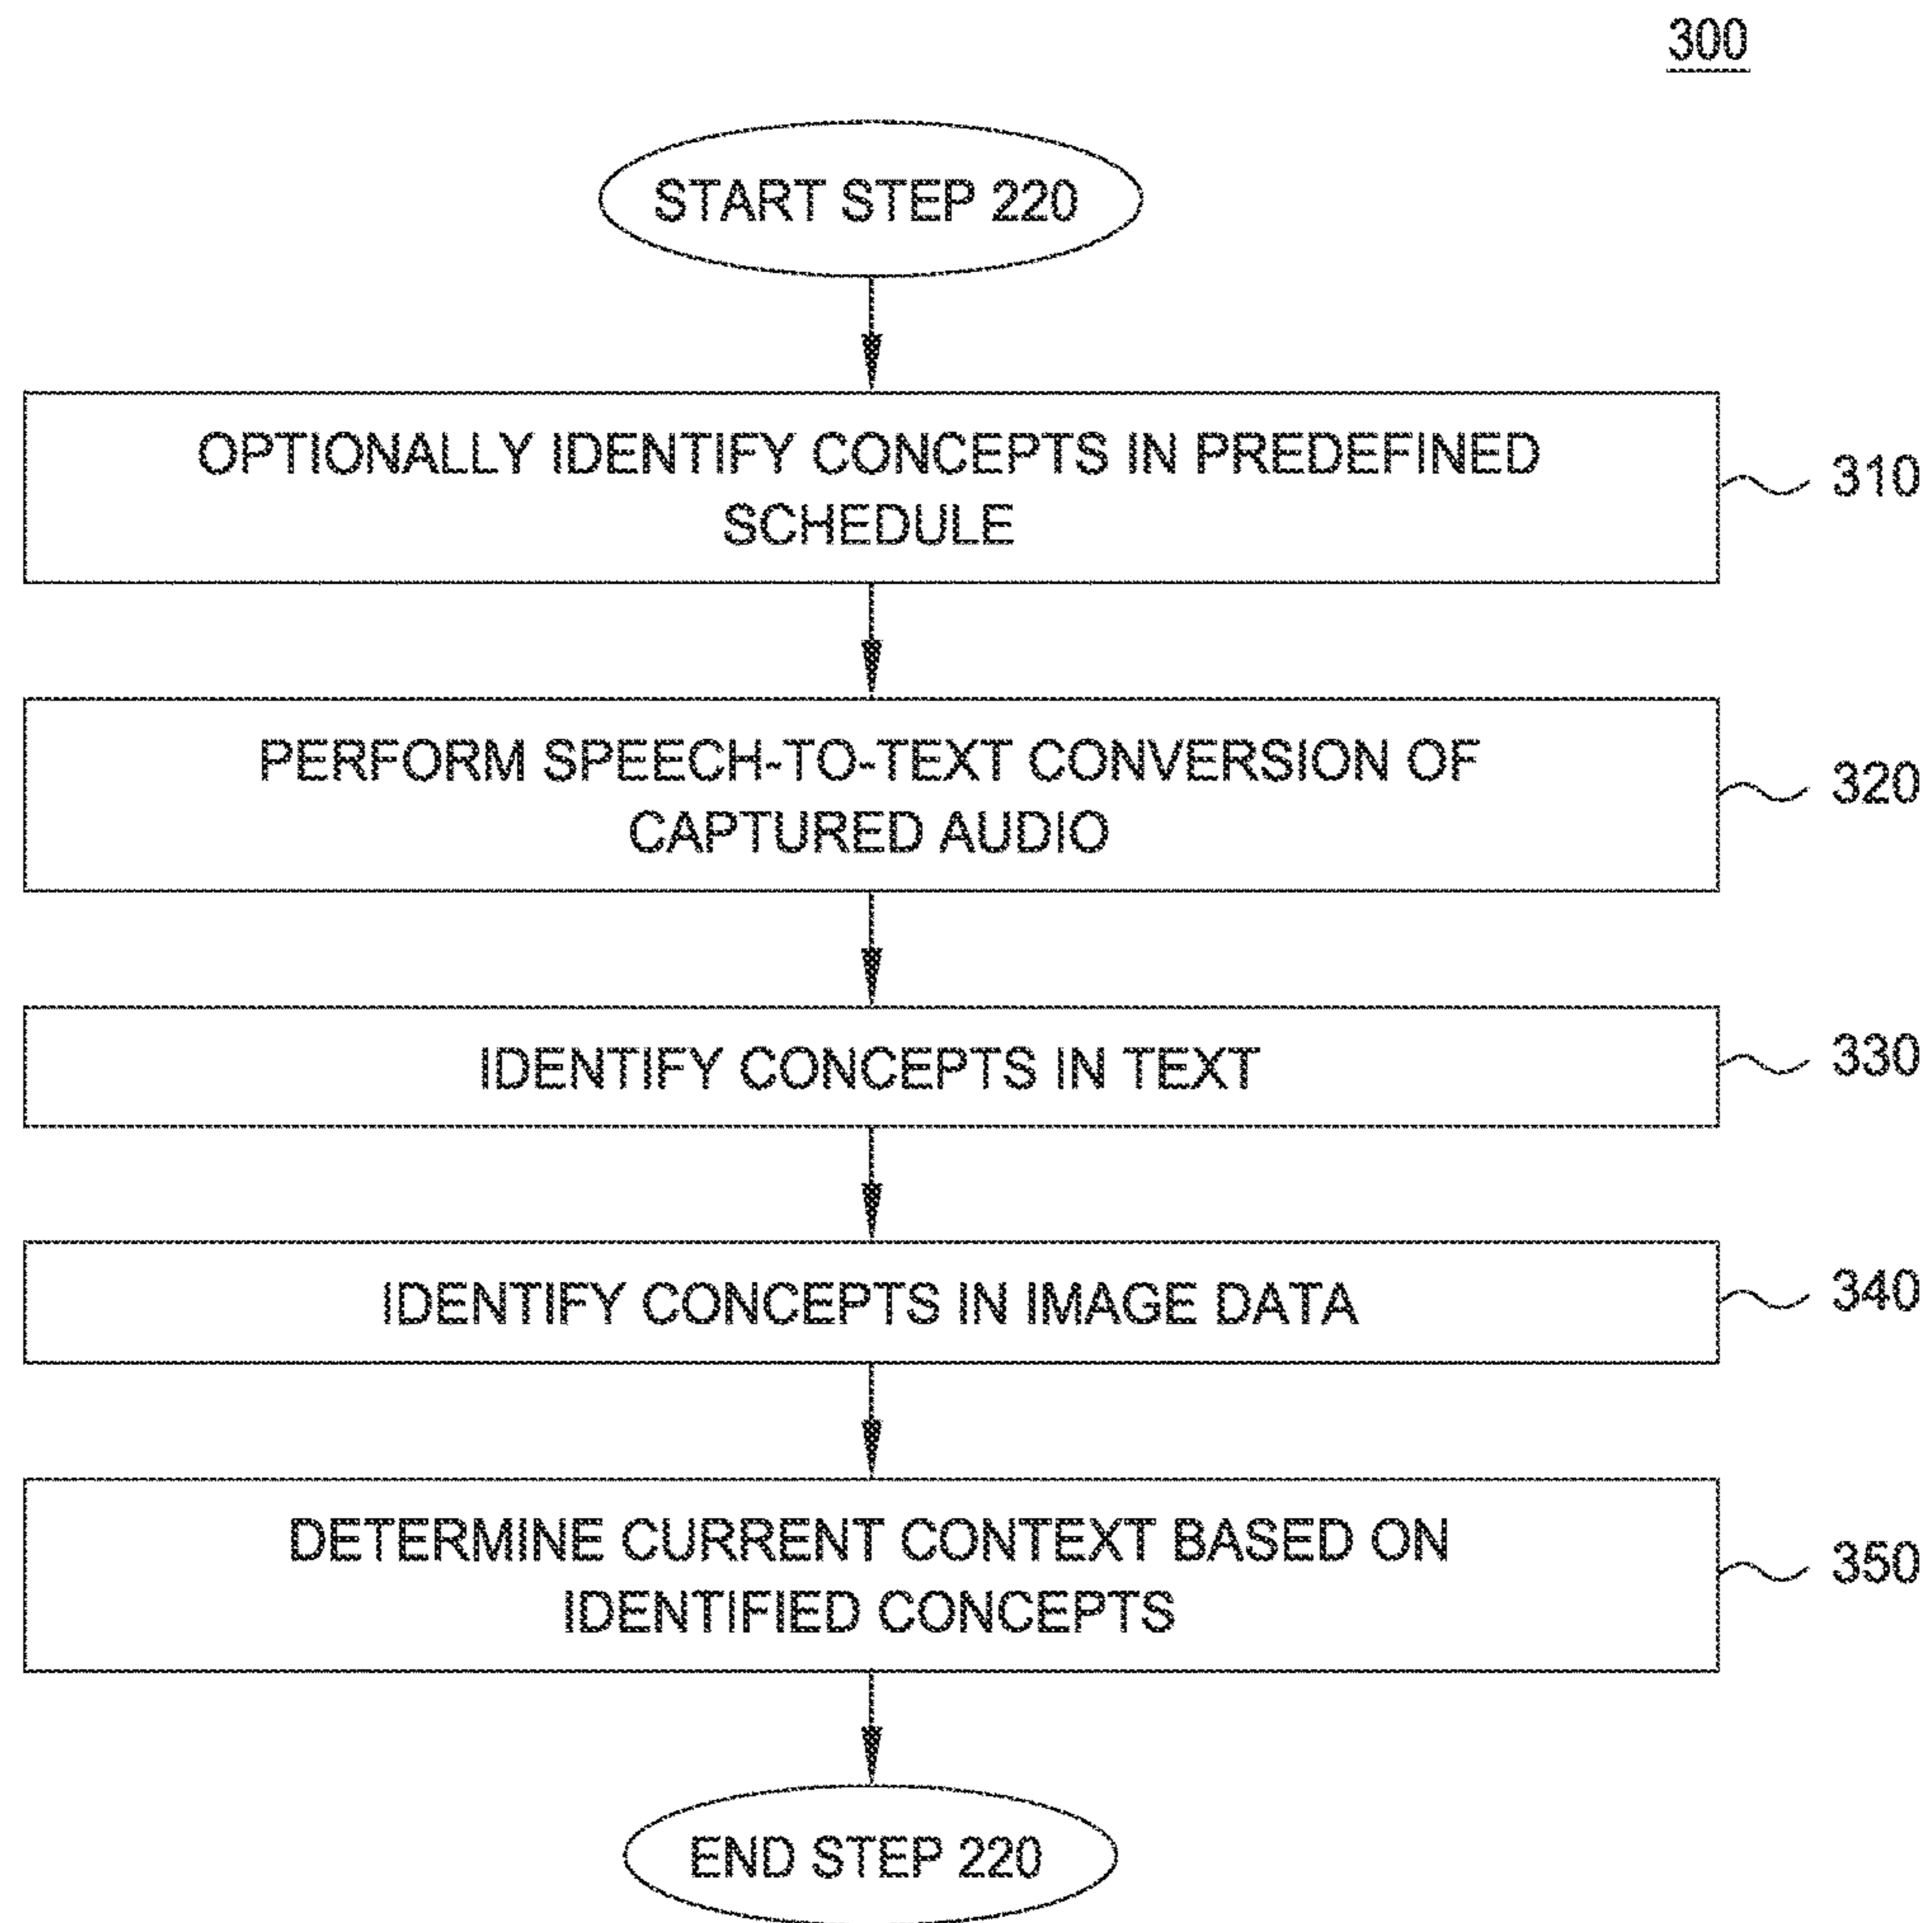 300
START STEP 220
OPTIONALLY IDENTIFY CONCEPTS IN PREDEFINED
SCHEDULE
310
PERFORM SPEECH-TO-TEXT CONVERSION OF
CAPTURED AUDIO
320
IDENTIFY CONCEPTS IN TEXT
330
IDENTIFY CONCEPTS IN IMAGE DATA
340
DETERMINE CURRENT CONTEXT BASED ON
IDENTIFIED CONCEPTS
350
END STEP 220